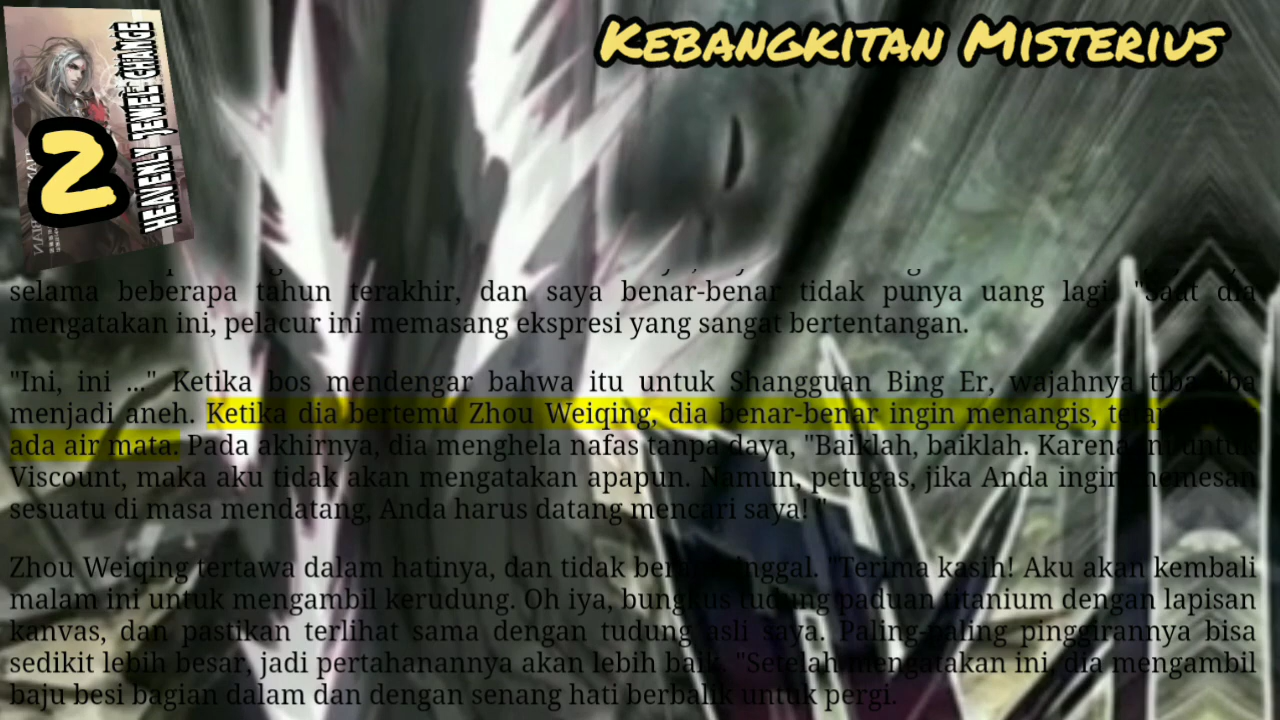 Kebangkitan Misterius
HEAVENLY JEWEL CHANGE
2
selama beberapa tahun terakhir, dan saya benar-benar tidak punya uang lagi. "Saat dia
mengatakan ini, pelacur ini memasang ekspresi yang sangat bertentangan.
"Ini, ini ..." Ketika bos mendengar bahwa itu untuk Shangguan Bing Er, wajahnya tiba-tiba
menjadi aneh. Ketika dia bertemu Zhou Weiqing, dia benar-benar ingin menangis,
ada air mata. Pada akhirnya, dia menghela nafas tanpa daya, "Baiklah, baiklah. Karena ini untuk
Viscount, maka aku tidak akan mengatakan apapun. Namun, petugas, jika Anda ingin memesan
sesuatu di masa mendatang, Anda harus datang mencari saya! "
Zhou Weiqing tertawa dalam hatinya, dan tidak tinggal. "Terima kasih! Aku akan kembali
malam ini untuk mengambil kerudung. Oh iya, bungkus tudung paduan titanium dengan lapisan
kanvas, dan pastikan terlihat sama dengan tudung asli saya. Paling-paling pinggirannya bisa
sedikit lebih besar, jadi pertahanannya akan lebih baik. "Setelah mengatakan ini, dia mengambil
baju besi bagian dalam dan dengan senang hati berbalik untuk pergi.